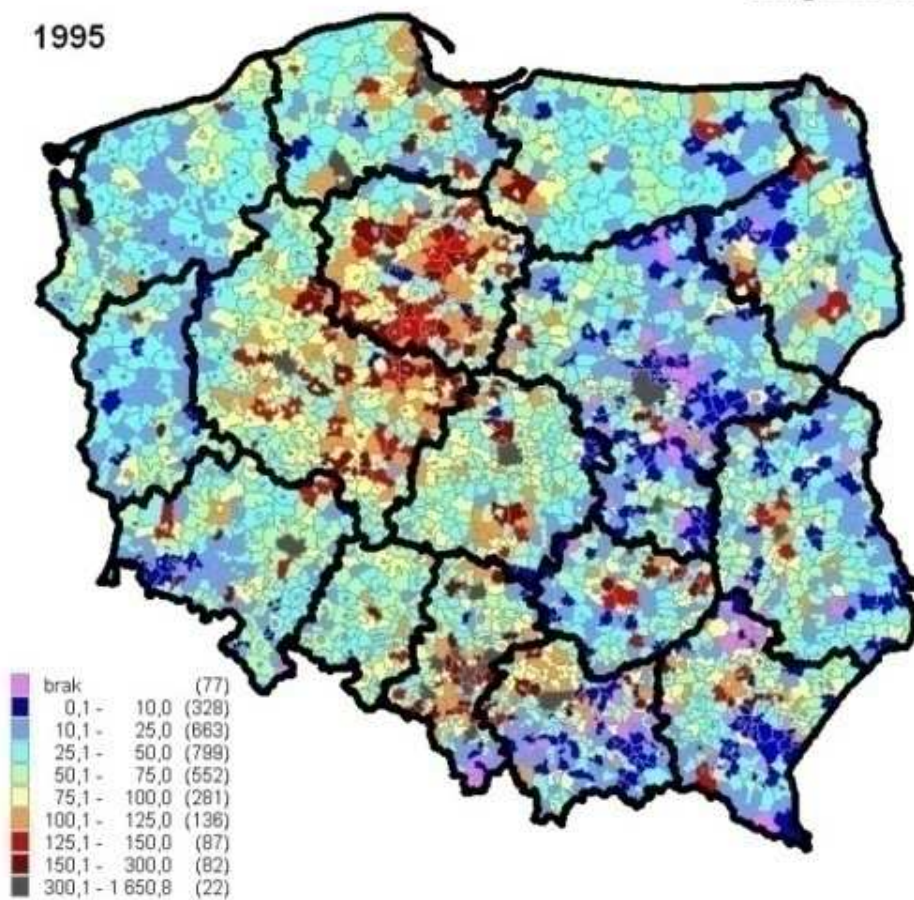 1995
brak (77)
0,1 - 10,0 (328)
10,1 - 25,0 (663)
25,1 - 50,0 (799)
50,1 - 75,0 (552)
75,1 - 100,0 (281)
100,1 - 125,0 (136)
125,1 - 150,0 (87)
150,1 - 300,0 (82)
300,1 - 1 650,8 (22)